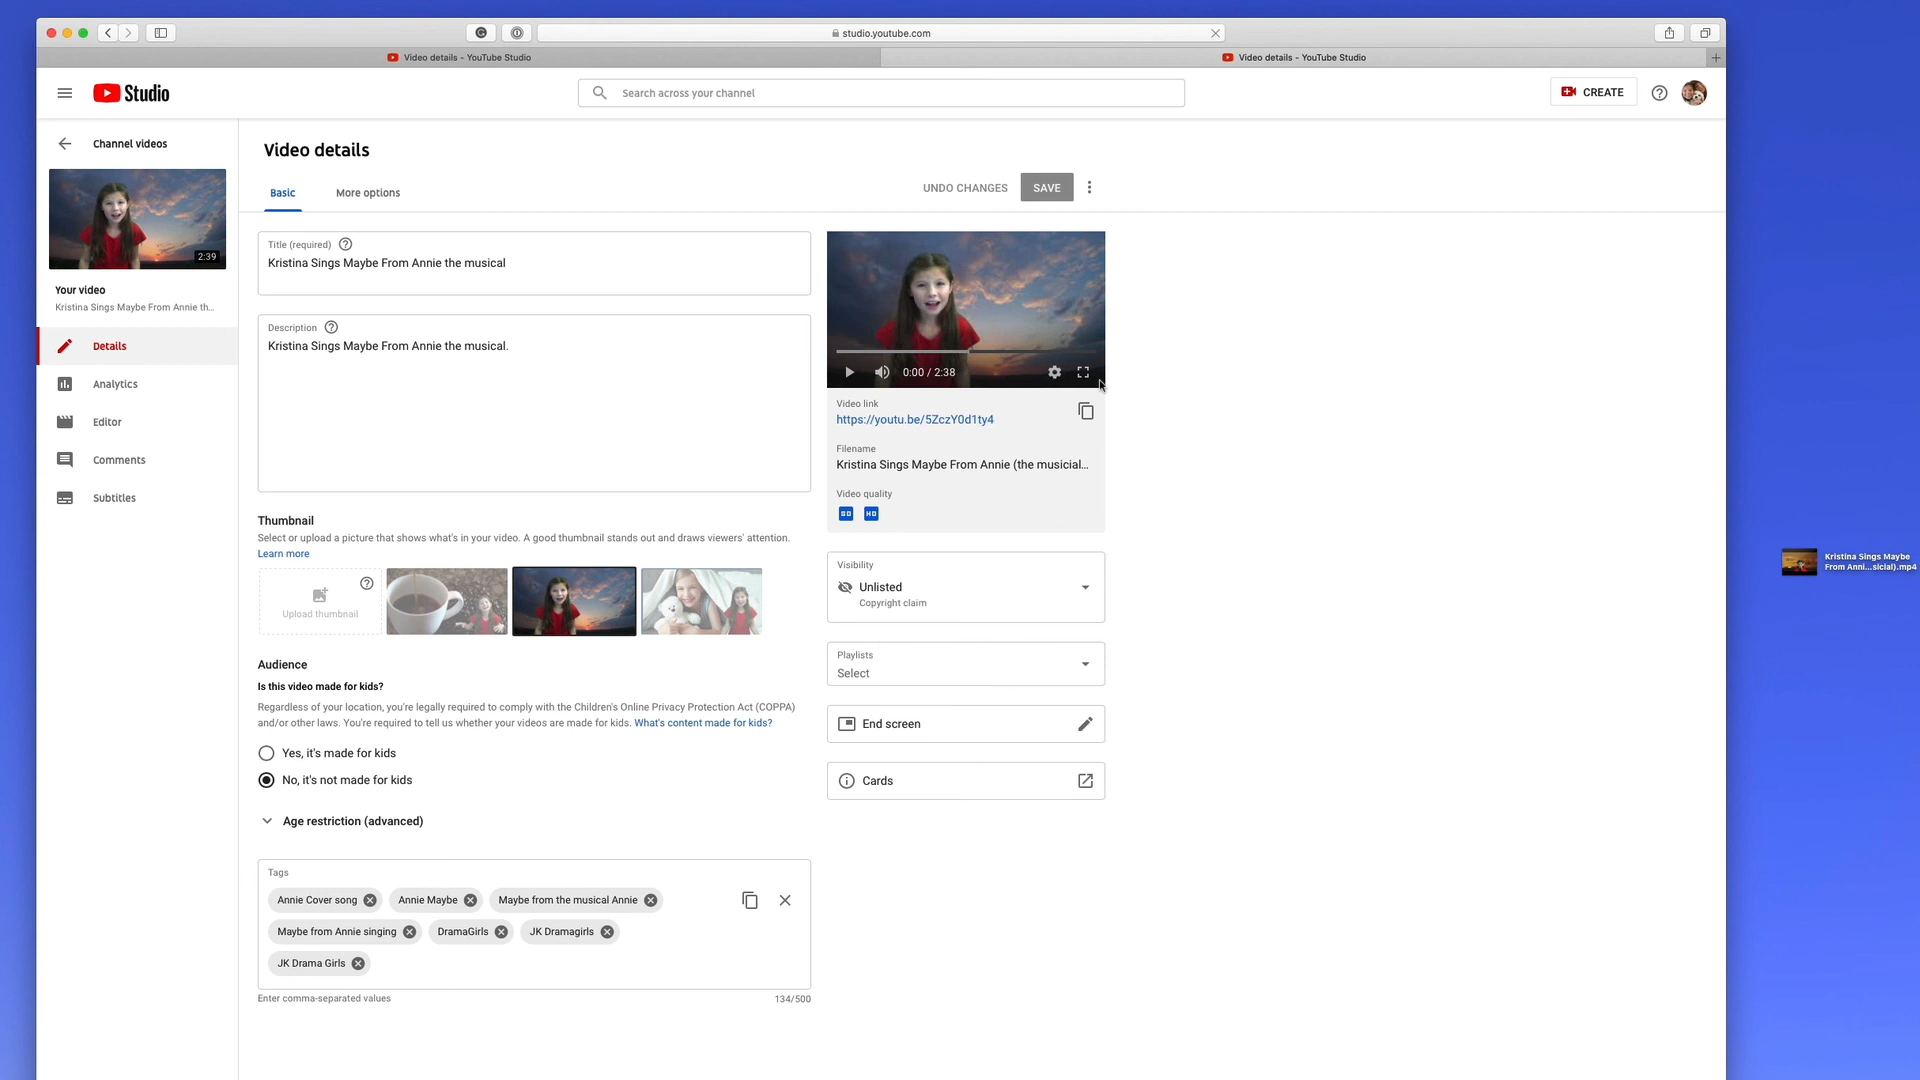 studio.youtube.com
Video details - YouTube Studio
Video details - YouTube Studio
Studio
Search across your channel
CREATE
Channel videos
2:39
Your video
Kristina Sings Maybe From Annie th...
Details
Analytics
Editor
Comments
Subtitles
Video details
Basic
More options
UNDO CHANGES
SAVE
Title (required)
Kristina Sings Maybe From Annie the musical
Description
Kristina Sings Maybe From Annie the musical.
Thumbnail
Select or upload a picture that shows what's in your video. A good thumbnail stands out and draws viewers' attention.
Learn more
Upload thumbnail
Audience
Is this video made for kids?
Regardless of your location, you're legally required to comply with the Children's Online Privacy Protection Act (COPPA)
and/or other laws. You're required to tell us whether your videos are made for kids. What's content made for kids?
Yes, it's made for kids
No, it's not made for kids
Age restriction (advanced)
Tags
Annie Cover song
Annie Maybe
Maybe from the musical Annie
Maybe from Annie singing
DramaGirls
JK Dramagirls
JK Drama Girls
Enter comma-separated values
134/500
0:00 / 2:38
Video link
https://youtu.be/5ZczY0d1ty4
Filename
Kristina Sings Maybe From Annie (the musicial...
Video quality
SD
HD
Visibility
Unlisted
Copyright claim
Playlists
Select
End screen
Cards
Kristina Sings Maybe
From Anni...sicial).mp4